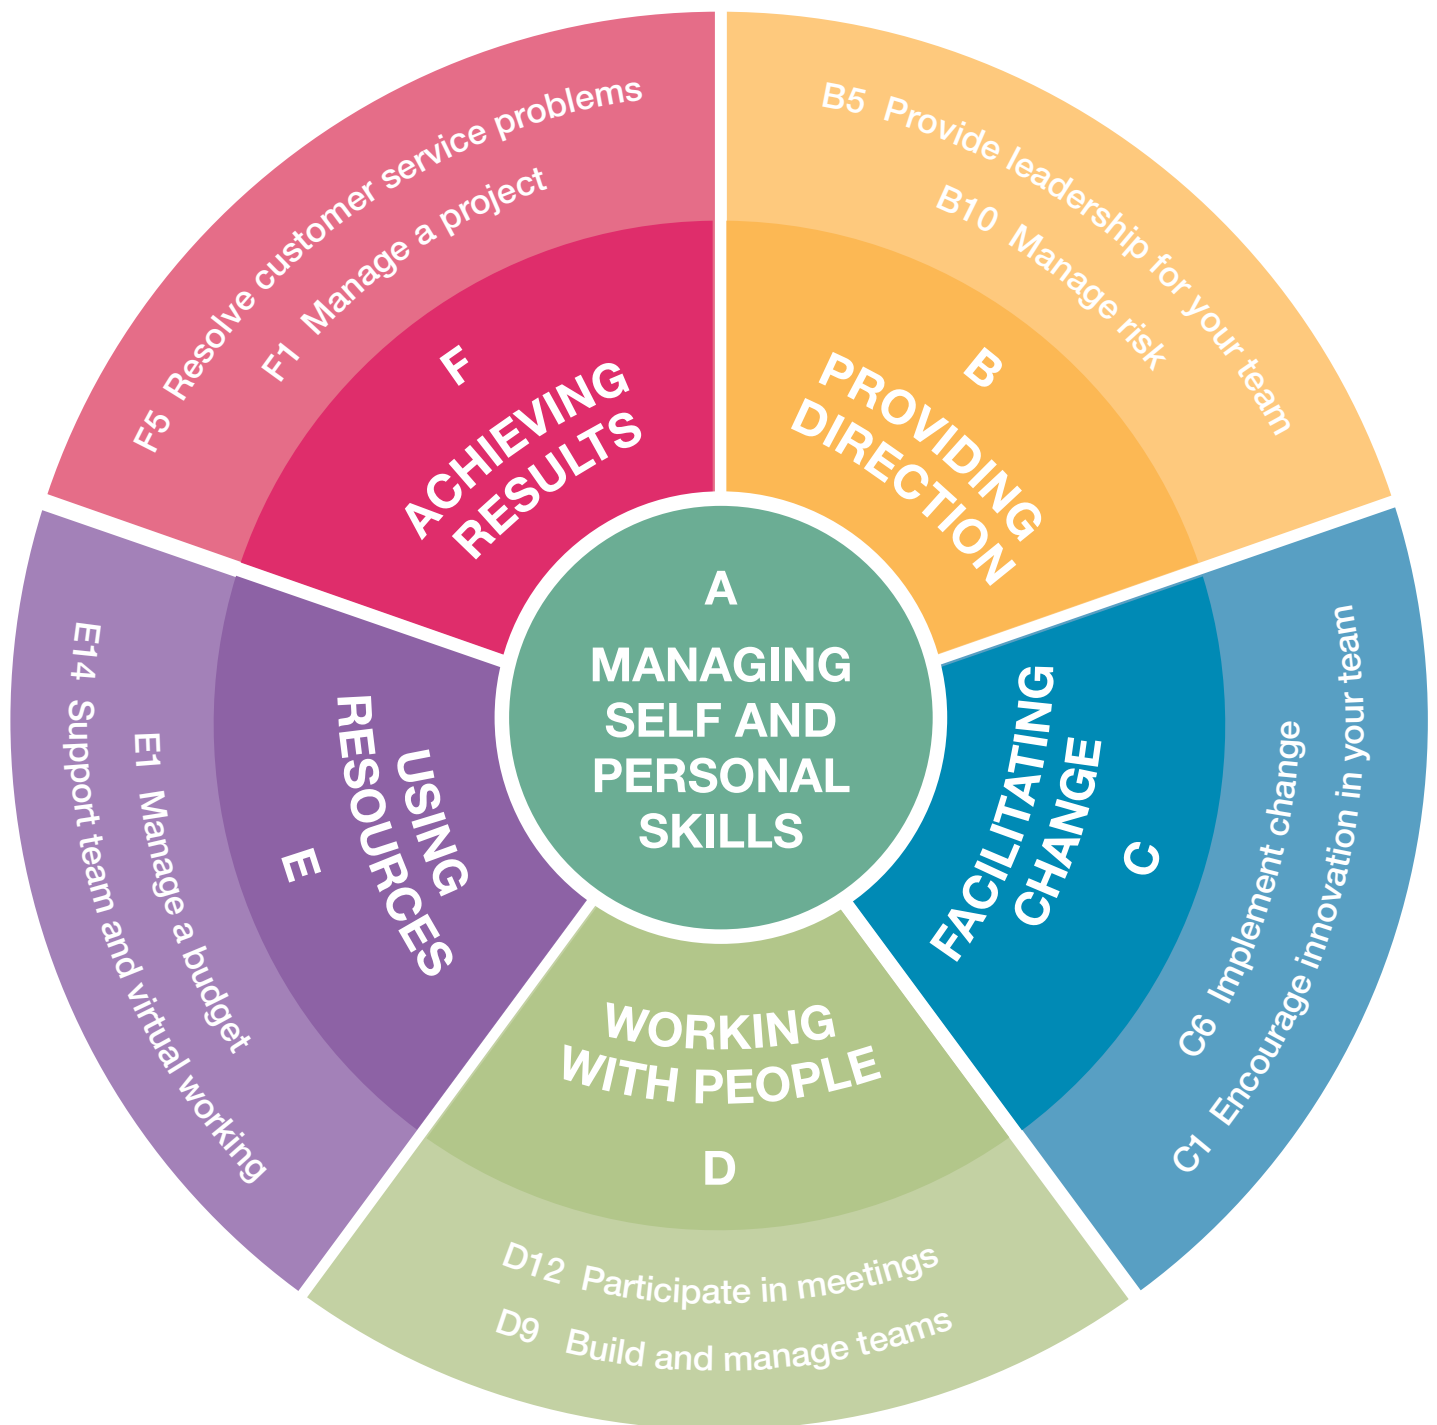 A
MANAGING
SELF AND
PERSONAL
SKILLS
B5 Provide leadership for your team
B10 Manage risk
B
PROVIDING
DIRECTION
C1 Encourage innovation in your team
C6 Implement change
C
FACILITATING
CHANGE
WORKING
WITH PEOPLE
D
D12 Participate in meetings
D9 Build and manage teams
E14 Support team and virtual working
E1 Manage a budget
E
USING
RESOURCES
F5 Resolve customer service problems
F1 Manage a project
F
ACHIEVING
RESULTS